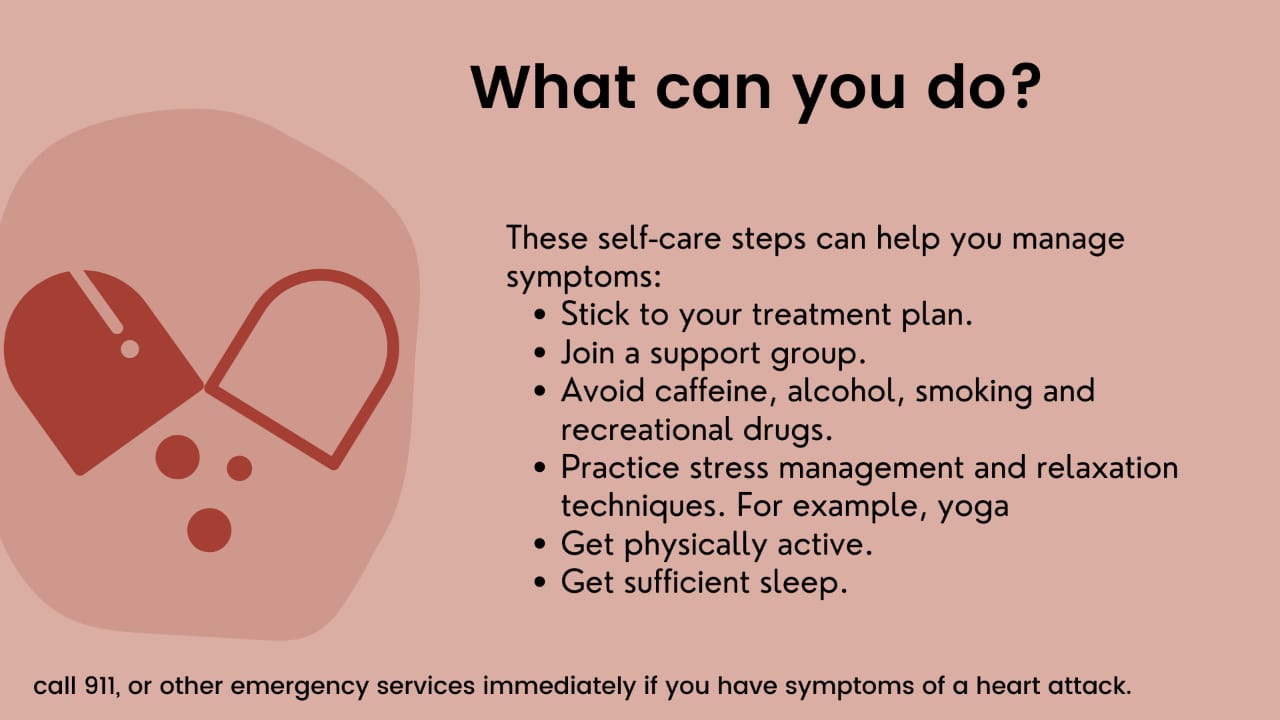 What can you do?
These self-care steps can help you manage
symptoms:
• Stick to your treatment plan.
• Join a support group.
• Avoid caffeine, alcohol, smoking and
recreational drugs.
• Practice stress management and relaxation
techniques. For example, yoga
• Get physically active.
• Get sufficient sleep.
call 911, or other emergency services immediately if you have symptoms of a heart attack.